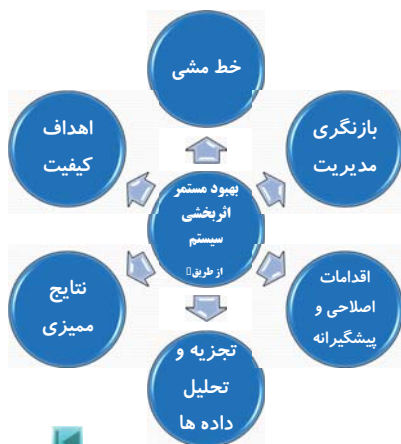 خط مشی
بازنگری
مدیریت
اهداف
کیفیت
بهبود مستمر
اثربخشی
سیستم
از طریق
اقدامات
اصلاحی و
پیشگیرانه
نتایج
ممیزی
تجزیه و
تحلیل
داده ها